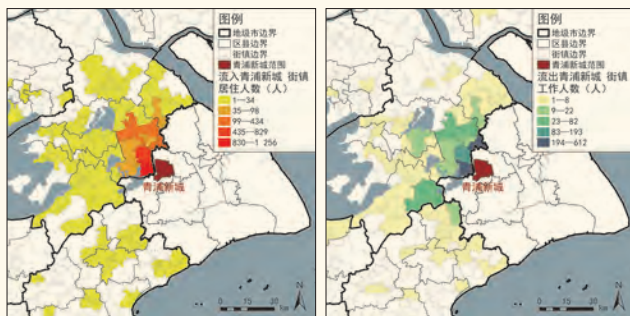 图例
地级市边界
区县边界
街镇边界
青浦新城范围
流入青浦新城 街镇
居住人数（人）
1—34
35—98
99—434
435—829
830—1 256
青浦新城
N
0 15 30
km
图例
地级市边界
区县边界
街镇边界
青浦新城范围
流出青浦新城 街镇
工作人数（人）
1—8
9—22
23—82
83—193
194—612
青浦新城
N
0 15 30
km